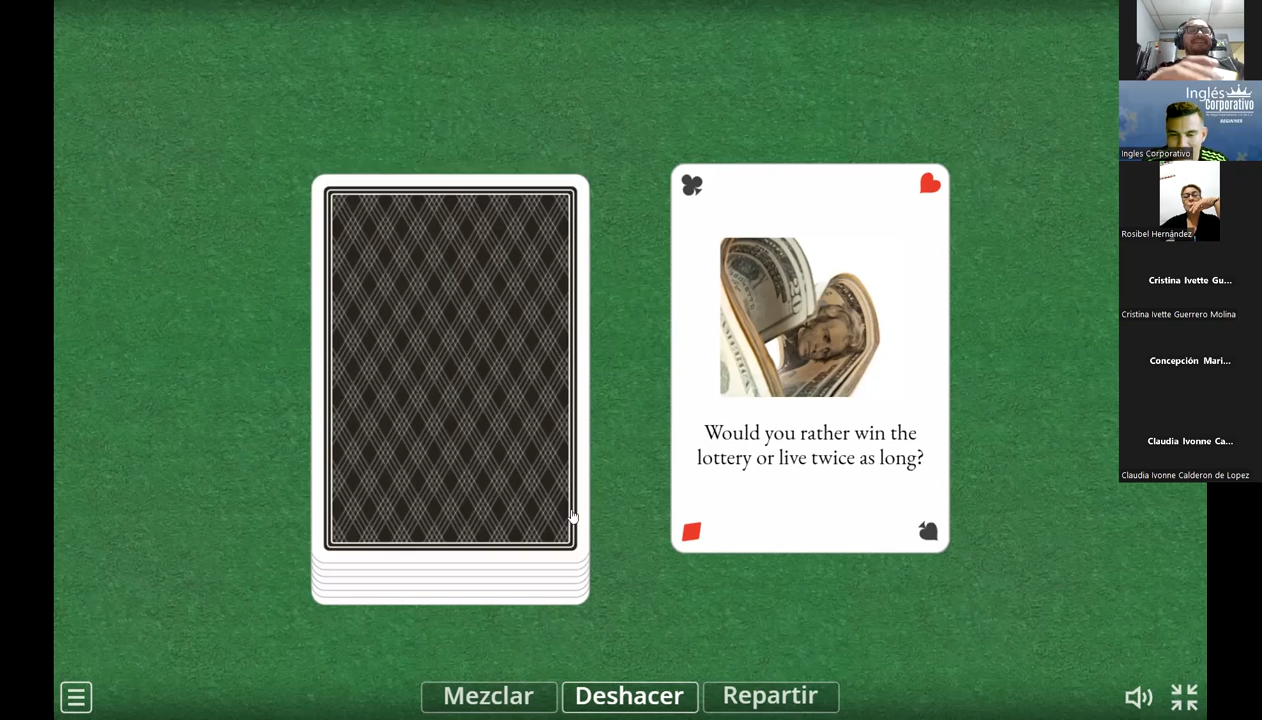 Would you rather win the
lottery or live twice as long?
Mezclar
Deshacer
Repartir
Inglés
Corporativo
BEGINNER
Ingles Corporativo
Rosibel Hernández
Cristina Ivette Gu...
Cristina Ivette Guerrero Molina
Concepción Mari...
Claudia Ivonne Ca...
Claudia Ivonne Calderon de Lopez